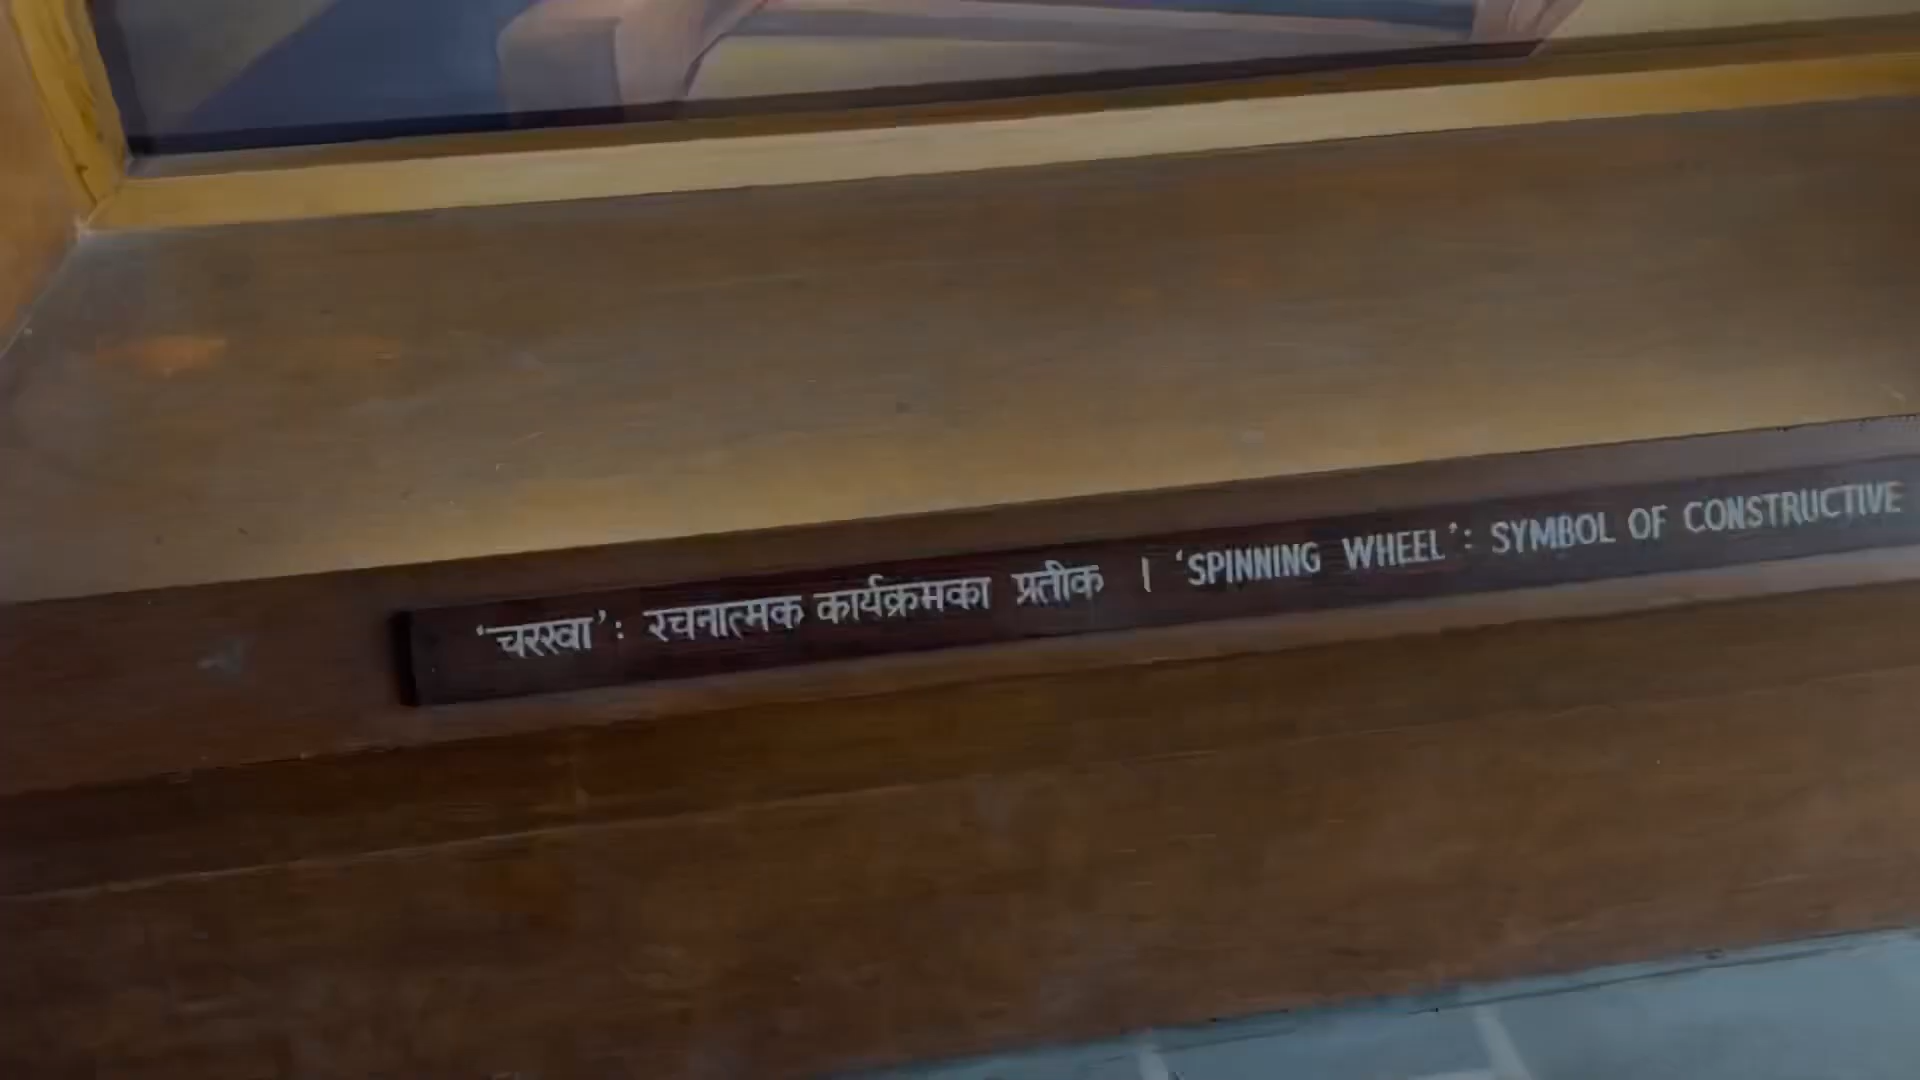 ‘चरखा’: रचनात्मक कार्यक्रमका प्रतीक । ‘SPINNING WHEEL’: SYMBOL OF CONSTRUCTIVE